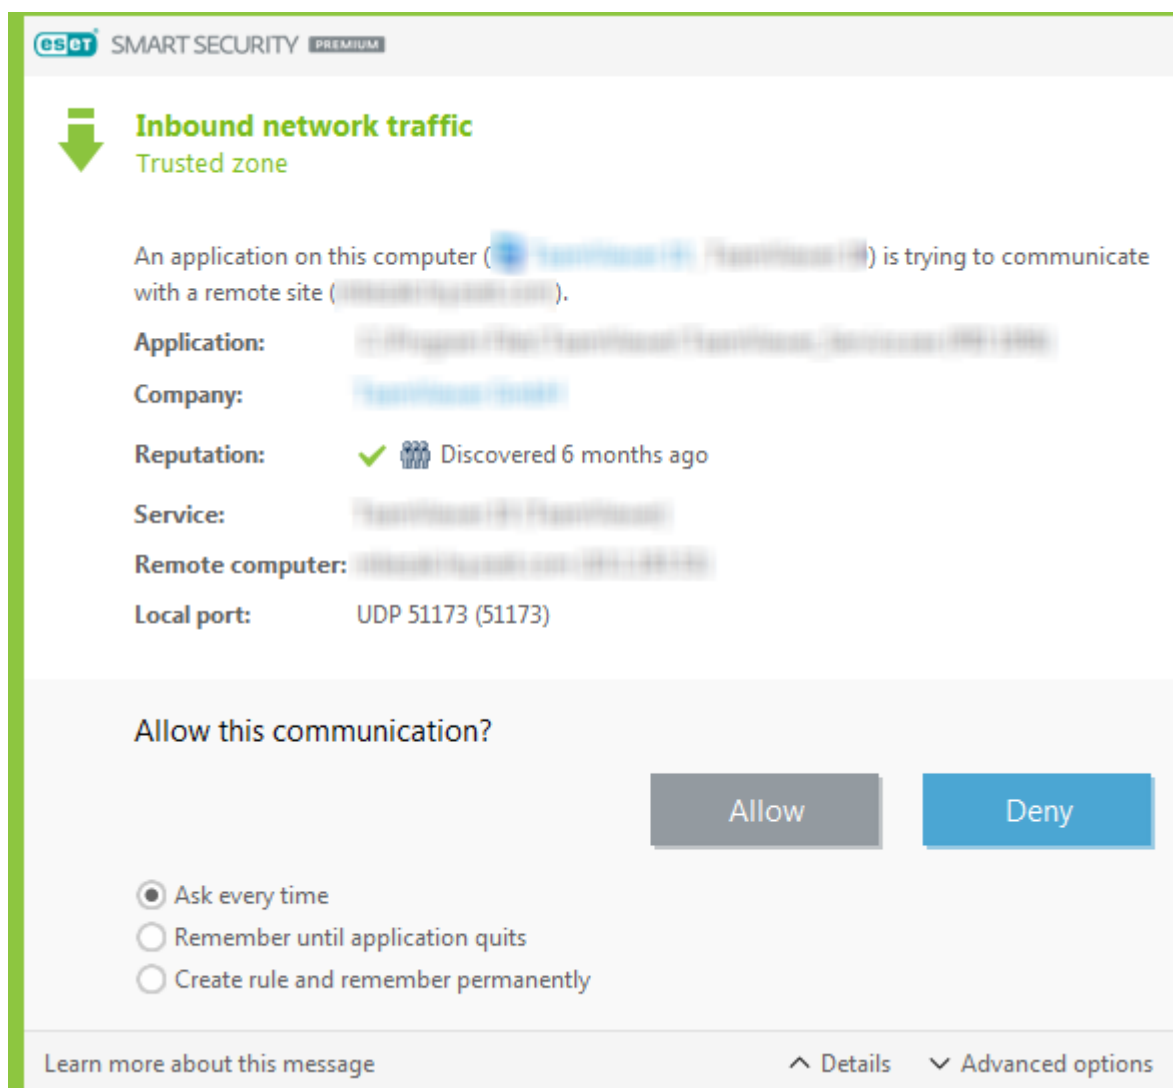 eseT SMART SECURITY PREMIUM
Inbound network traffic
Trusted zone
An application on this computer ( ) is trying to communicate
with a remote site ( ).
Application:
Company:
Reputation: Discovered 6 months ago
Service:
Remote computer:
Local port: UDP 51173 (51173)
Allow this communication?
Allow Deny
Ask every time
Remember until application quits
Create rule and remember permanently
Learn more about this message Details Advanced options